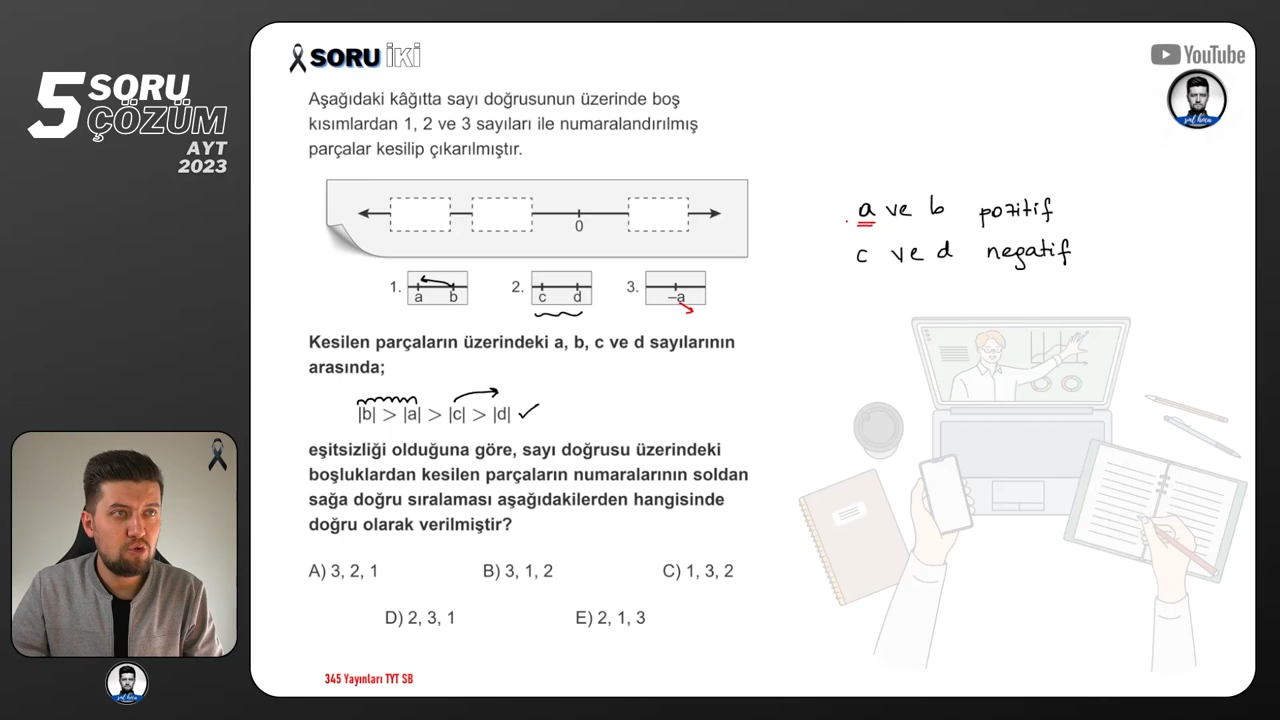 5 SORU
ÇÖZÜM
AYT
2023
SORU İKİ
YouTube
Aşağıdaki kâğıtta sayı doğrusunun üzerinde boş
kısımlardan 1, 2 ve 3 sayıları ile numaralandırılmış
parçalar kesilip çıkarılmıştır.
0
1. a b 2. c d 3. –a
a ve b pozitif
c ve d negatif
Kesilen parçaların üzerindeki a, b, c ve d sayılarının
arasında;
|b| > |a| > |c| > |d| ✓
eşitsizliği olduğuna göre, sayı doğrusu üzerindeki
boşluklardan kesilen parçaların numaralarının soldan
sağa doğru sıralaması aşağıdakilerden hangisinde
doğru olarak verilmiştir?
A) 3, 2, 1 B) 3, 1, 2 C) 1, 3, 2
D) 2, 3, 1 E) 2, 1, 3
345 Yayınları TYT SB